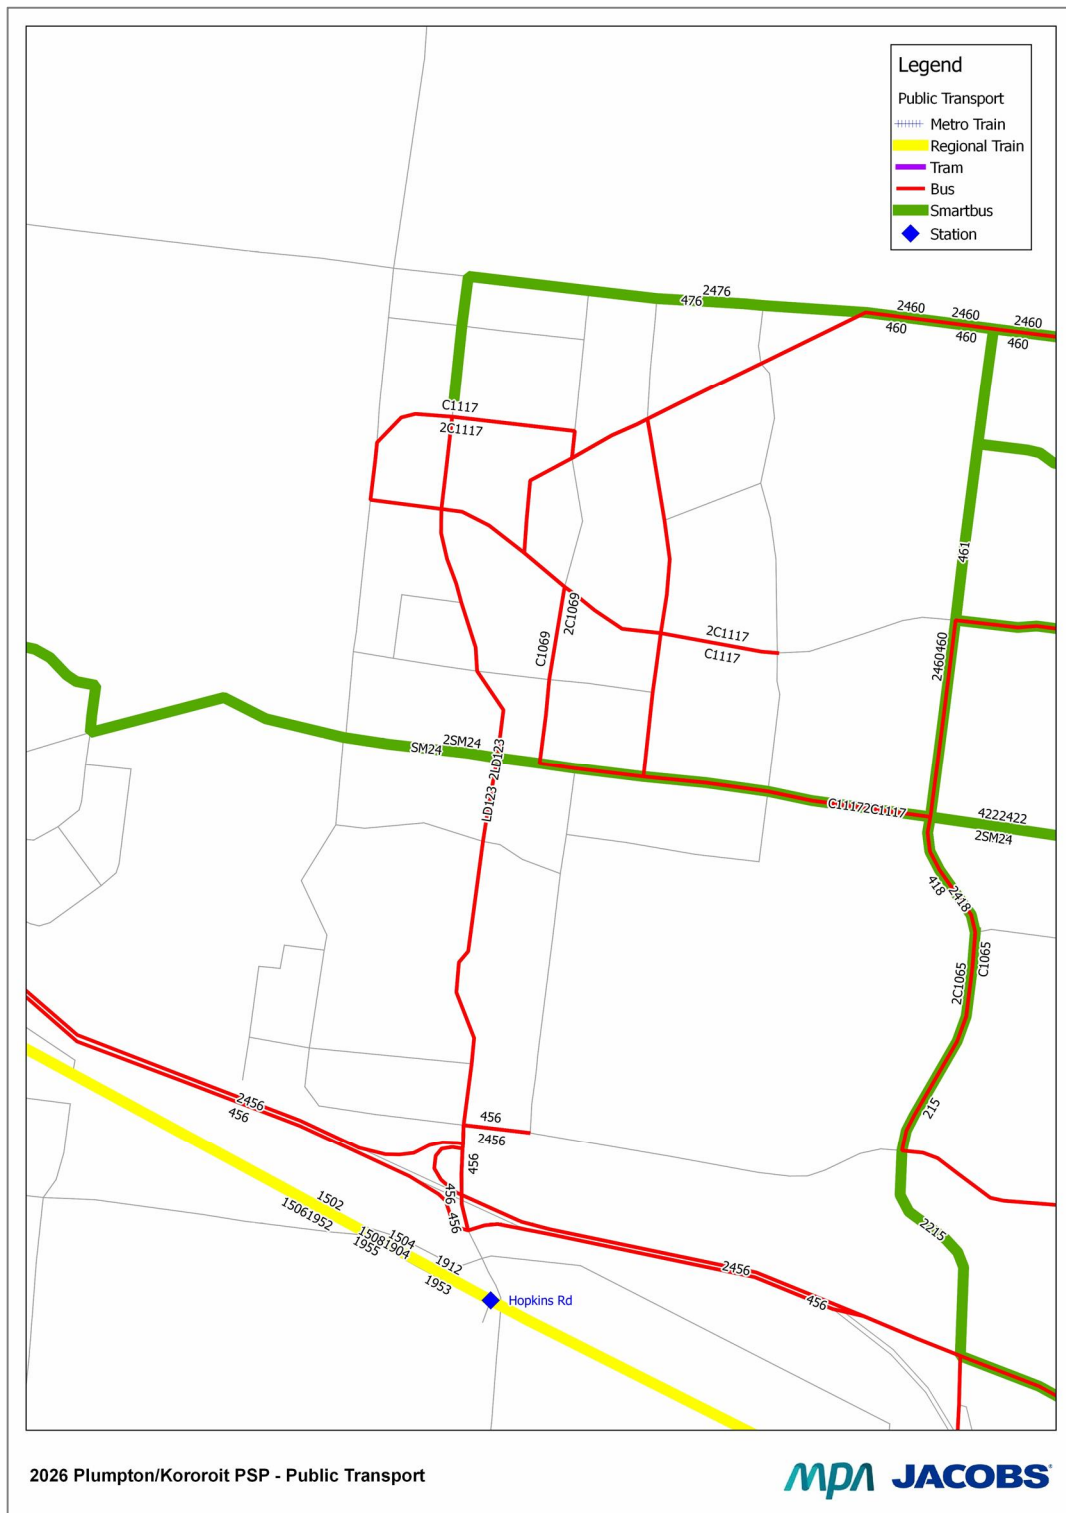 Legend
Public Transport
Metro Train
Regional Train
Tram
Bus
Smartbus
Station
2476
476
2460
2460
2460
460
460
460
C1117
2C1117
461
2C1069
C1069
2C1117
C1117
2460460
2SM24
SM24
2LD123
LD123
C11172C1117
4222422
2SM24
418
2418
C1065
2C1065
215
2456
456
456
2456
456
456
456
2215
1502
15061952
1504
15081904
1955
1912
1953
2456
456
Hopkins Rd
2026 Plumpton/Kororoit PSP - Public Transport
MPA JACOBS